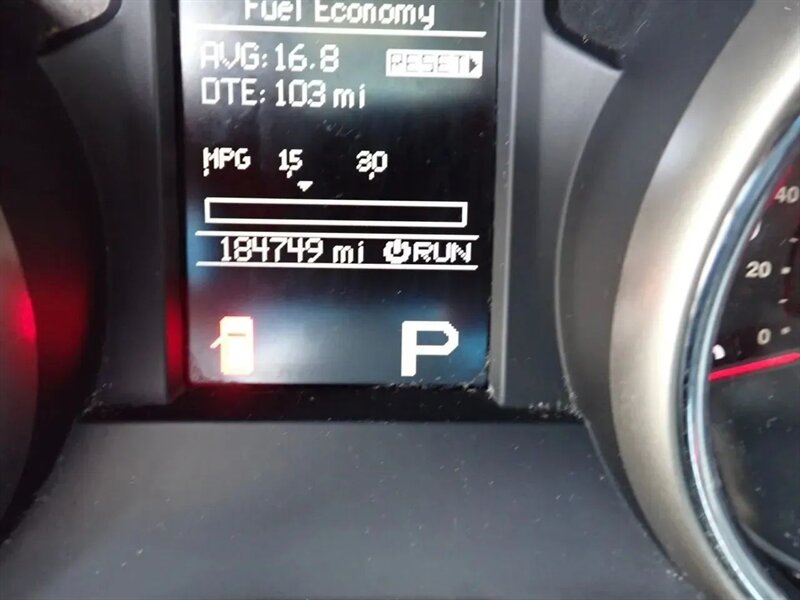 Fuel Economy
AVG: 16.8 RESET
DTE: 103 mi
MPG 15 30
184749 mi RUN
P
40
20
0